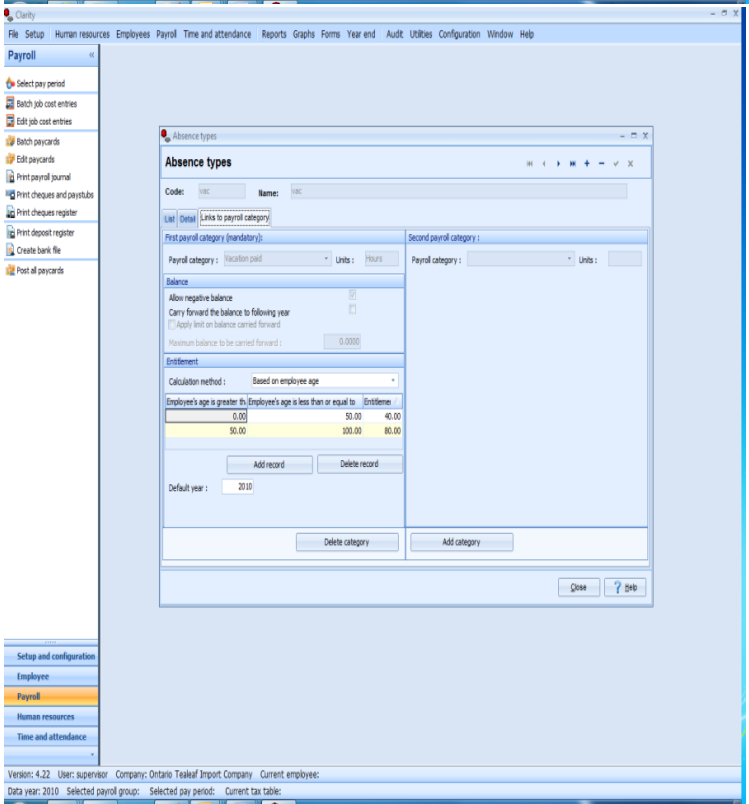 Clarity
File Setup Human resources Employees Payroll Time and attendance Reports Graphs Forms Year end Audit Utilities Configuration Window Help
Payroll
Select pay period
Batch job cost entries
Edit job cost entries
Batch paycards
Edit paycards
Print payroll journal
Print cheques and paystubs
Print cheques register
Print deposit register
Create bank file
Post all paycards
Absence types
Absence types
Code: vac Name: vac
List Detail Links to payroll category
First payroll category (mandatory): Second payroll category :
Payroll category : Vacation paid Units : Hours Payroll category : Units :
Balance
Allow negative balance
Carry forward the balance to following year
Apply limit on balance carried forward
Maximum balance to be carried forward : 0.0000
Entitlement
Calculation method : Based on employee age
Employee's age is greater th Employee's age is less than or equal to Entitlemen
0.00 50.00 40.00
50.00 100.00 80.00
Add record Delete record
Default year : 2010
Delete category Add category
Close ? Help
Setup and configuration
Employee
Payroll
Human resources
Time and attendance
Version: 4.22 User: supervisor Company: Ontario Tealeaf Import Company Current employee:
Data year: 2010 Selected payroll group: Selected pay period: Current tax table: